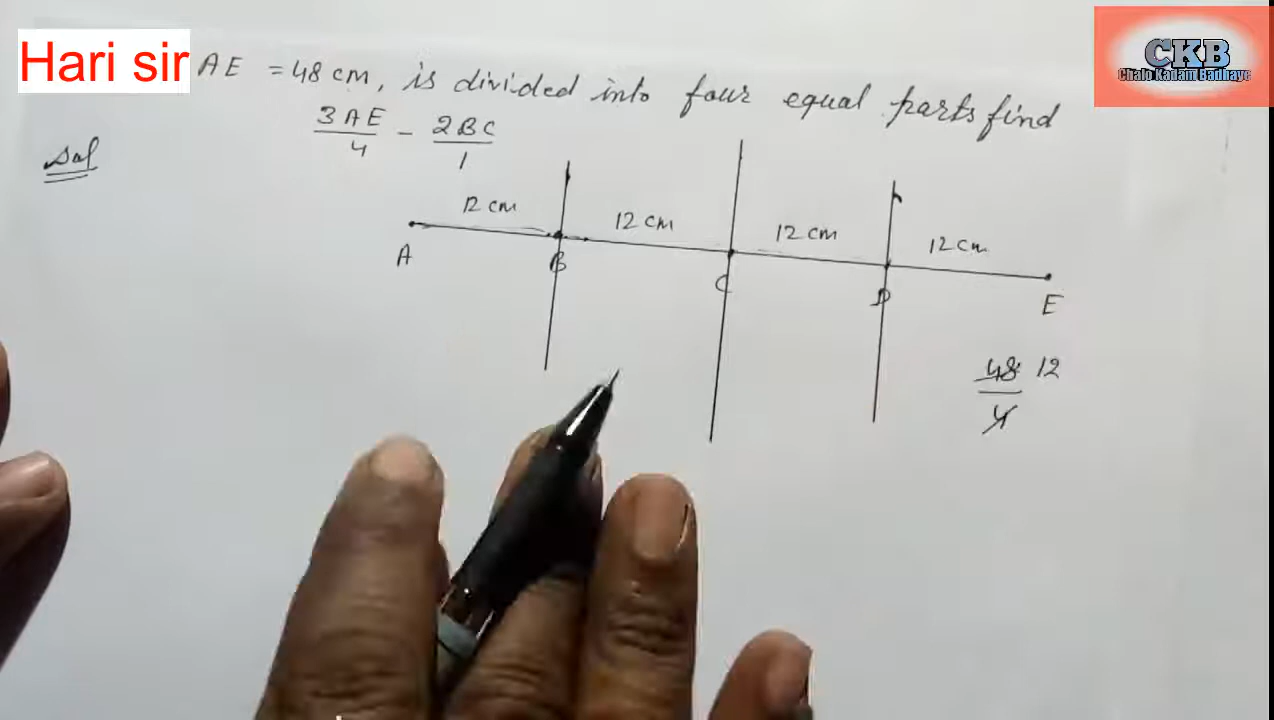 Hari sir
CKB
Chalo Kadam Badhaye
AE = 48 cm, is divided into four equal parts find
3AE/4 - 2BC/1
Sol
12 cm
12 cm
12 cm
12 cm
A
B
C
D
E
48 12
4